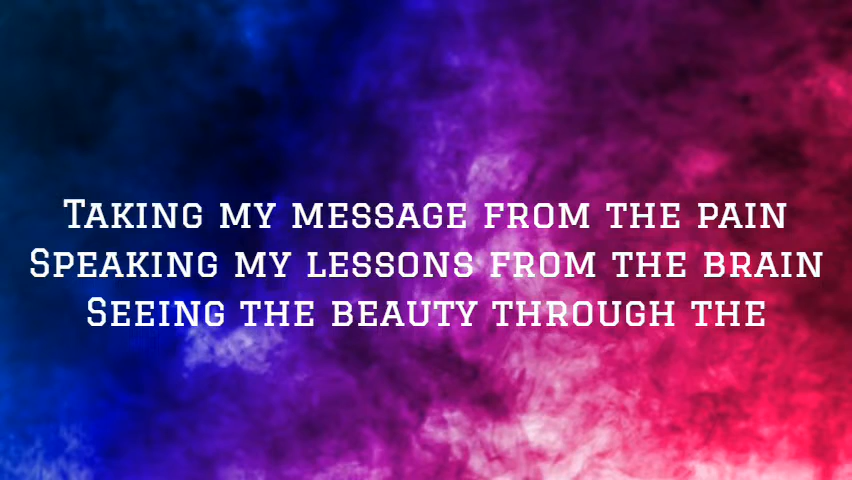 Taking my message from the pain
Speaking my lessons from the brain
Seeing the beauty through the